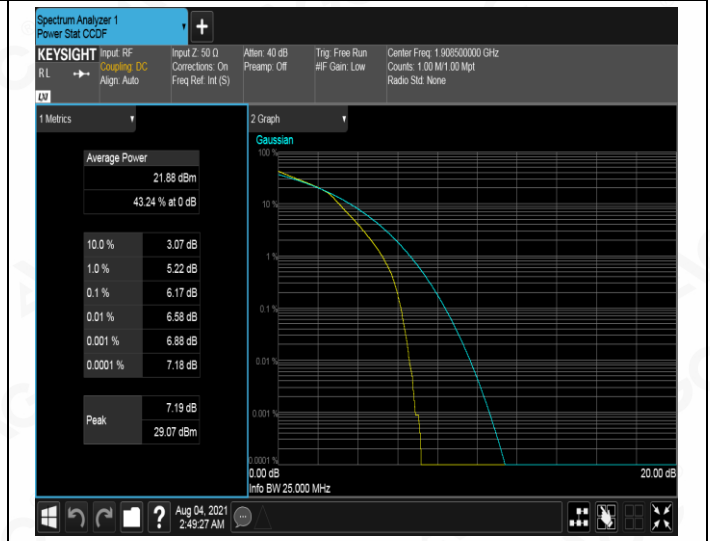 Spectrum Analyzer 1
Power Stat CCDF
+
KEYSIGHT
RL
LXI
Input: RF
Coupling: DC
Align: Auto
Input Z: 50 Ω
Corrections: On
Freq Ref: Int (S)
Atten: 40 dB
Preamp: Off
Trig: Free Run
#IF Gain: Low
Center Freq: 1.908500000 GHz
Counts: 1.00 M/1.00 Mpt
Radio Std: None
1 Metrics
Average Power
21.88 dBm
43.24 % at 0 dB
10.0 % 3.07 dB
1.0 % 5.22 dB
0.1 % 6.17 dB
0.01 % 6.58 dB
0.001 % 6.88 dB
0.0001 % 7.18 dB
Peak
7.19 dB
29.07 dBm
2 Graph
Gaussian
100 %
10 %
1 %
0.1 %
0.01 %
0.001 %
0.0001 %
0.00 dB 20.00 dB
Info BW 25.000 MHz
?
Aug 04, 2021
2:49:27 AM